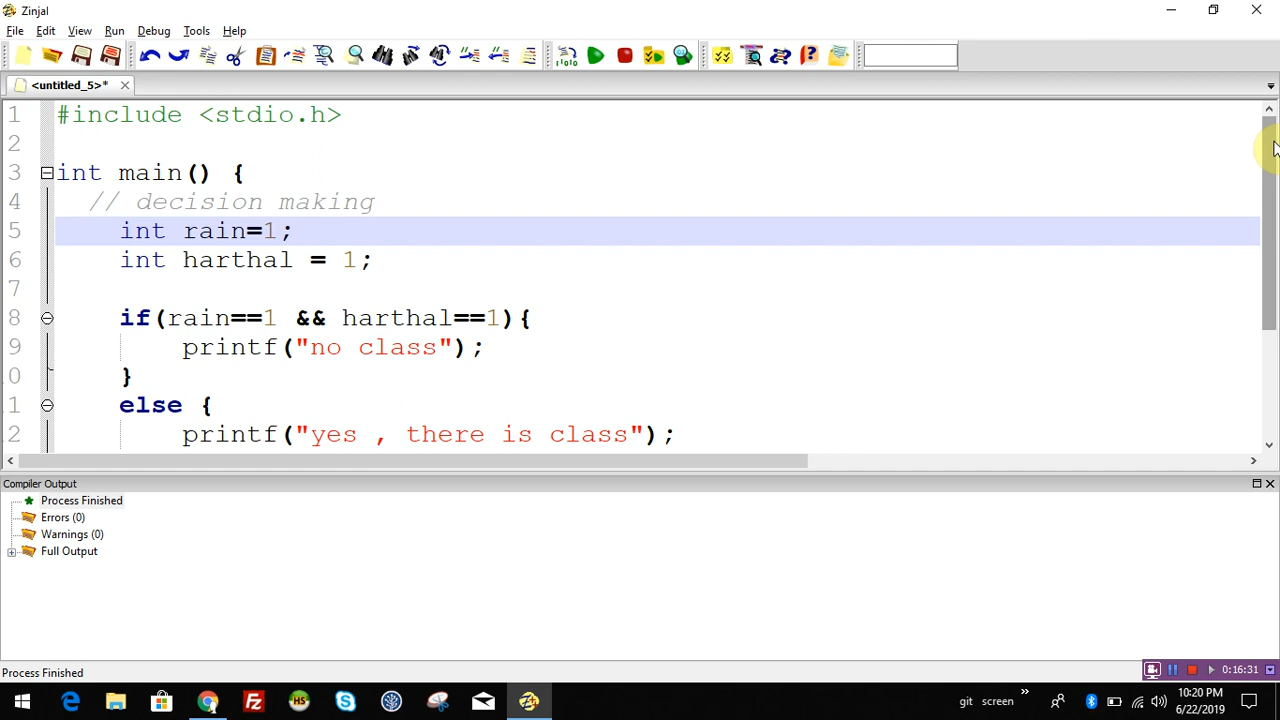 Zinjal
File Edit View Run Debug Tools Help
<untitled_5>*
1 #include <stdio.h>
2
3 int main() {
4 // decision making
5 int rain=1;
6 int harthal = 1;
7
8 if(rain==1 && harthal==1){
9 printf("no class");
0 }
1 else {
2 printf("yes , there is class");
Compiler Output
Process Finished
Errors (0)
Warnings (0)
Full Output
Process Finished
0:16:31
git screen
10:20 PM
6/22/2019